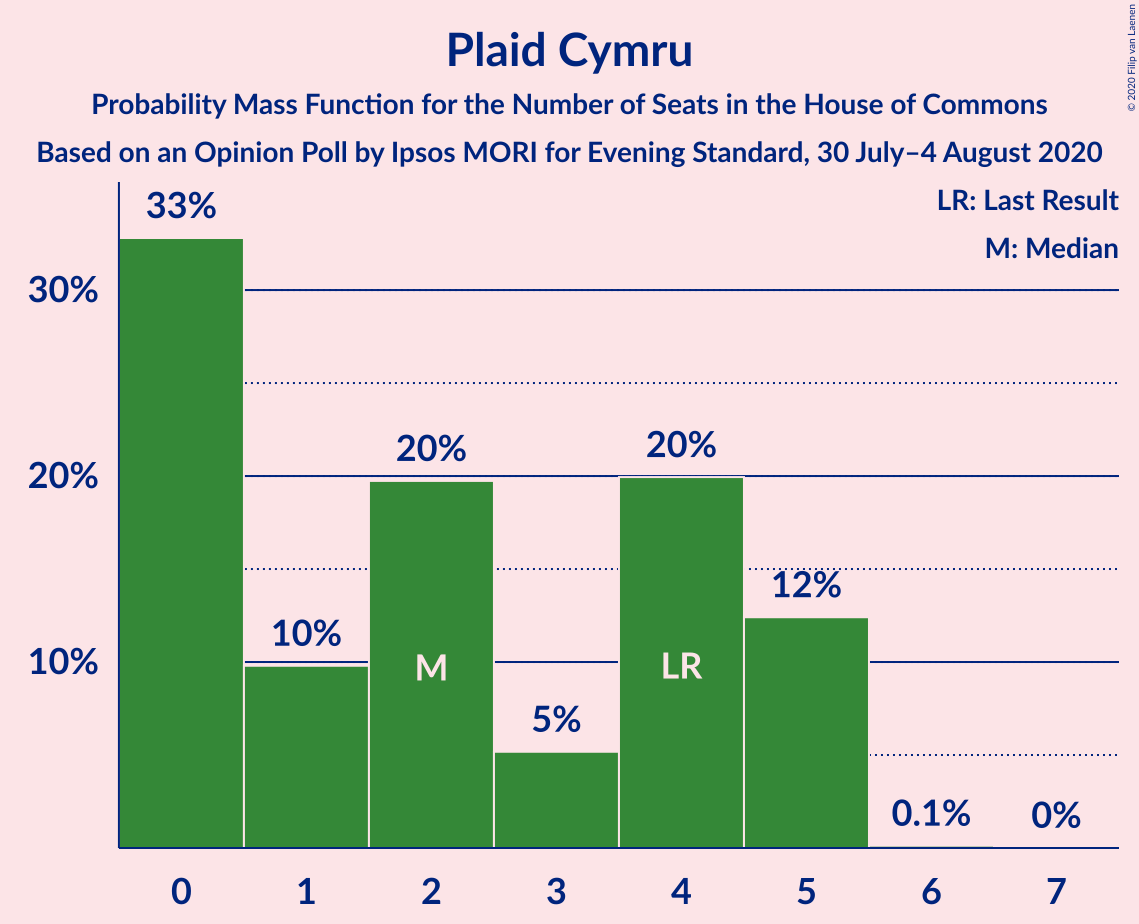 Plaid Cymru
Probability Mass Function for the Number of Seats in the House of Commons
Based on an Opinion Poll by Ipsos MORI for Evening Standard, 30 July–4 August 2020
© 2020 Filip van Laenen
LR: Last Result
M: Median
33%
30%
20%
20%
20%
12%
10%
10%
M
LR
5%
0.1%
0%
0 1 2 3 4 5 6 7